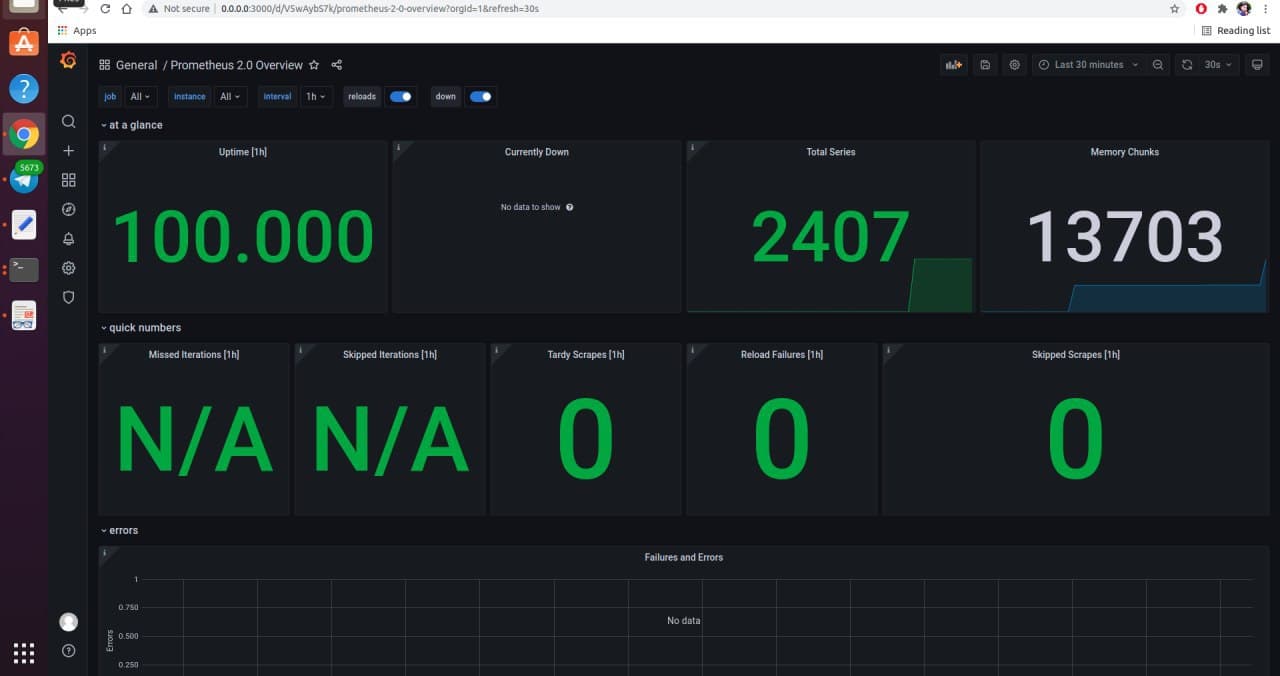 Not secure | 0.0.0.0:3000/d/VSwAybS7k/prometheus-2-0-overview?orgId=1&refresh=30s
Apps
Reading list
General / Prometheus 2.0 Overview
Last 30 minutes
30s
job All
instance All
interval 1h
reloads
down
at a glance
Uptime [1h]
Currently Down
Total Series
Memory Chunks
100.000
No data to show
2407
13703
5673
quick numbers
Missed Iterations [1h]
Skipped Iterations [1h]
Tardy Scrapes [1h]
Reload Failures [1h]
Skipped Scrapes [1h]
N/A
N/A
0
0
0
errors
Failures and Errors
1
0.750
No data
0.500
0.250
Errors